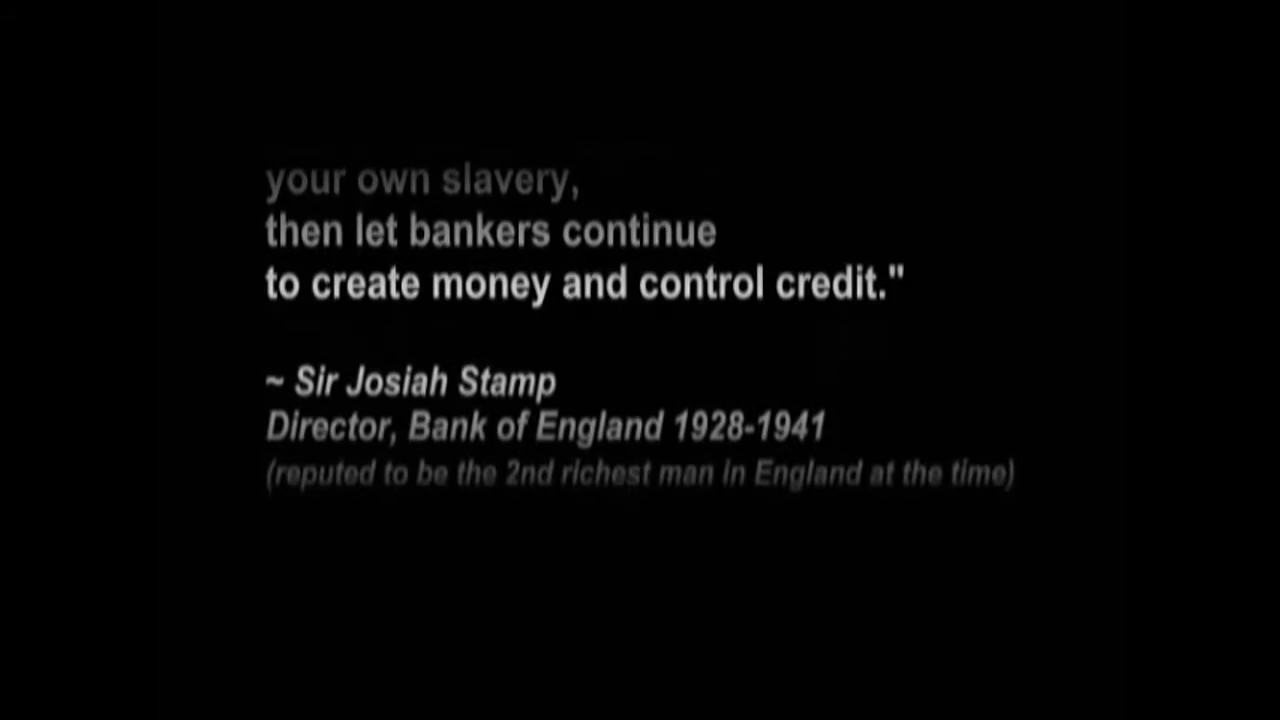 your own slavery,
then let bankers continue
to create money and control credit."
~ Sir Josiah Stamp
Director, Bank of England 1928-1941
(reputed to be the 2nd richest man in England at the time)